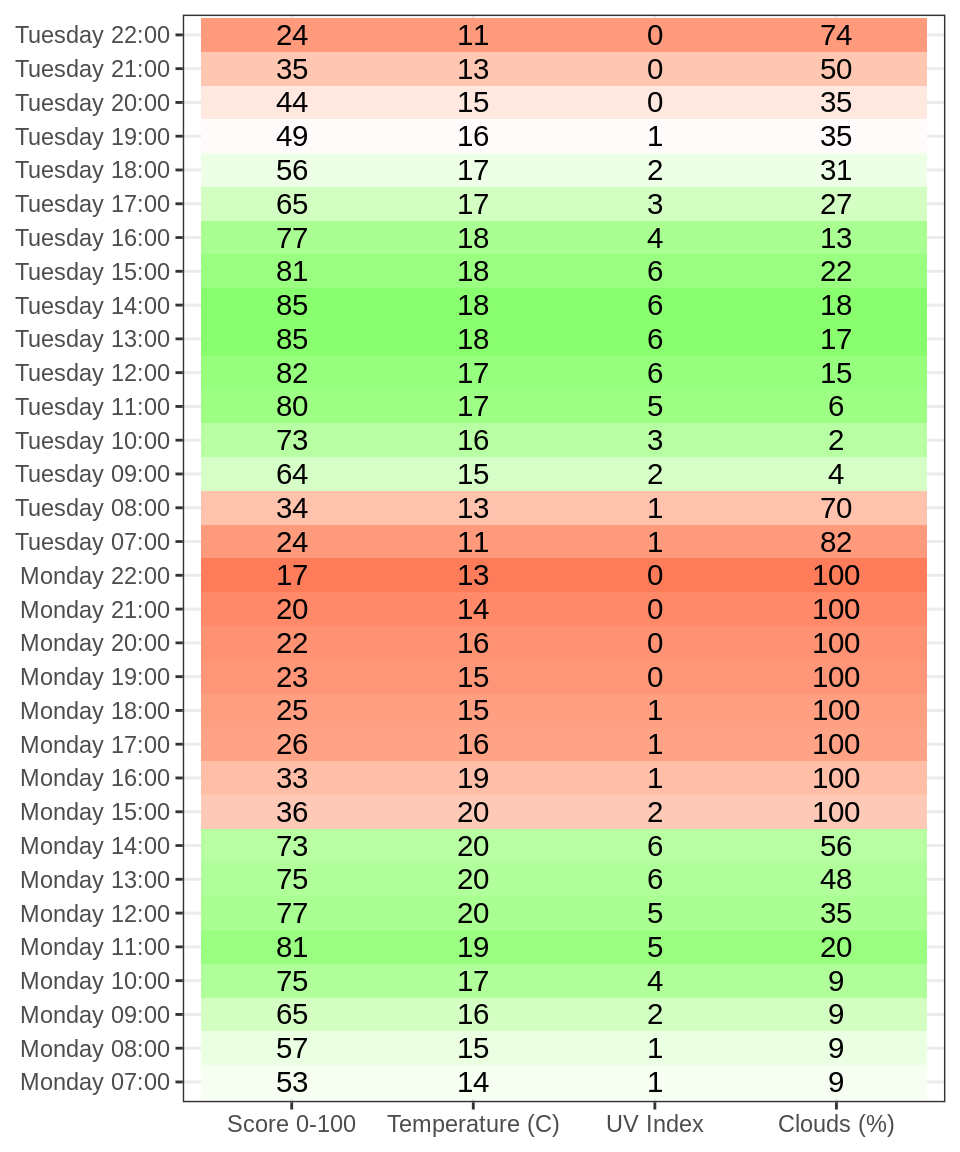 Tuesday 22:00 24 11 0 74
Tuesday 21:00 35 13 0 50
Tuesday 20:00 44 15 0 35
Tuesday 19:00 49 16 1 35
Tuesday 18:00 56 17 2 31
Tuesday 17:00 65 17 3 27
Tuesday 16:00 77 18 4 13
Tuesday 15:00 81 18 6 22
Tuesday 14:00 85 18 6 18
Tuesday 13:00 85 18 6 17
Tuesday 12:00 82 17 6 15
Tuesday 11:00 80 17 5 6
Tuesday 10:00 73 16 3 2
Tuesday 09:00 64 15 2 4
Tuesday 08:00 34 13 1 70
Tuesday 07:00 24 11 1 82
Monday 22:00 17 13 0 100
Monday 21:00 20 14 0 100
Monday 20:00 22 16 0 100
Monday 19:00 23 15 0 100
Monday 18:00 25 15 1 100
Monday 17:00 26 16 1 100
Monday 16:00 33 19 1 100
Monday 15:00 36 20 2 100
Monday 14:00 73 20 6 56
Monday 13:00 75 20 6 48
Monday 12:00 77 20 5 35
Monday 11:00 81 19 5 20
Monday 10:00 75 17 4 9
Monday 09:00 65 16 2 9
Monday 08:00 57 15 1 9
Monday 07:00 53 14 1 9
Score 0-100 Temperature (C) UV Index Clouds (%)